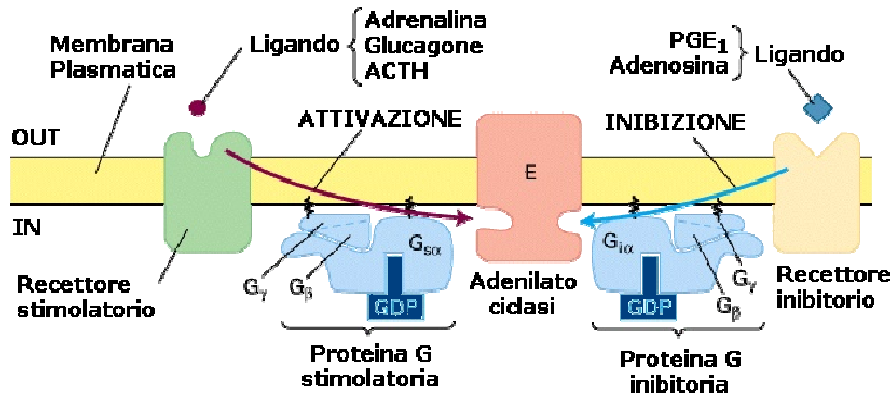 Membrana
Plasmatica
Ligando
Adrenalina
Glucagone
ACTH
PGE1
Adenosina
Ligando
OUT
ATTIVAZIONE
INIBIZIONE
E
IN
Gsα
Giα
Recettore
stimolatorio
Gγ
Gβ
GDP
Adenilato
ciclasi
GDP
Gβ
Gγ
Recettore
inibitorio
Proteina G
stimolatoria
Proteina G
inibitoria